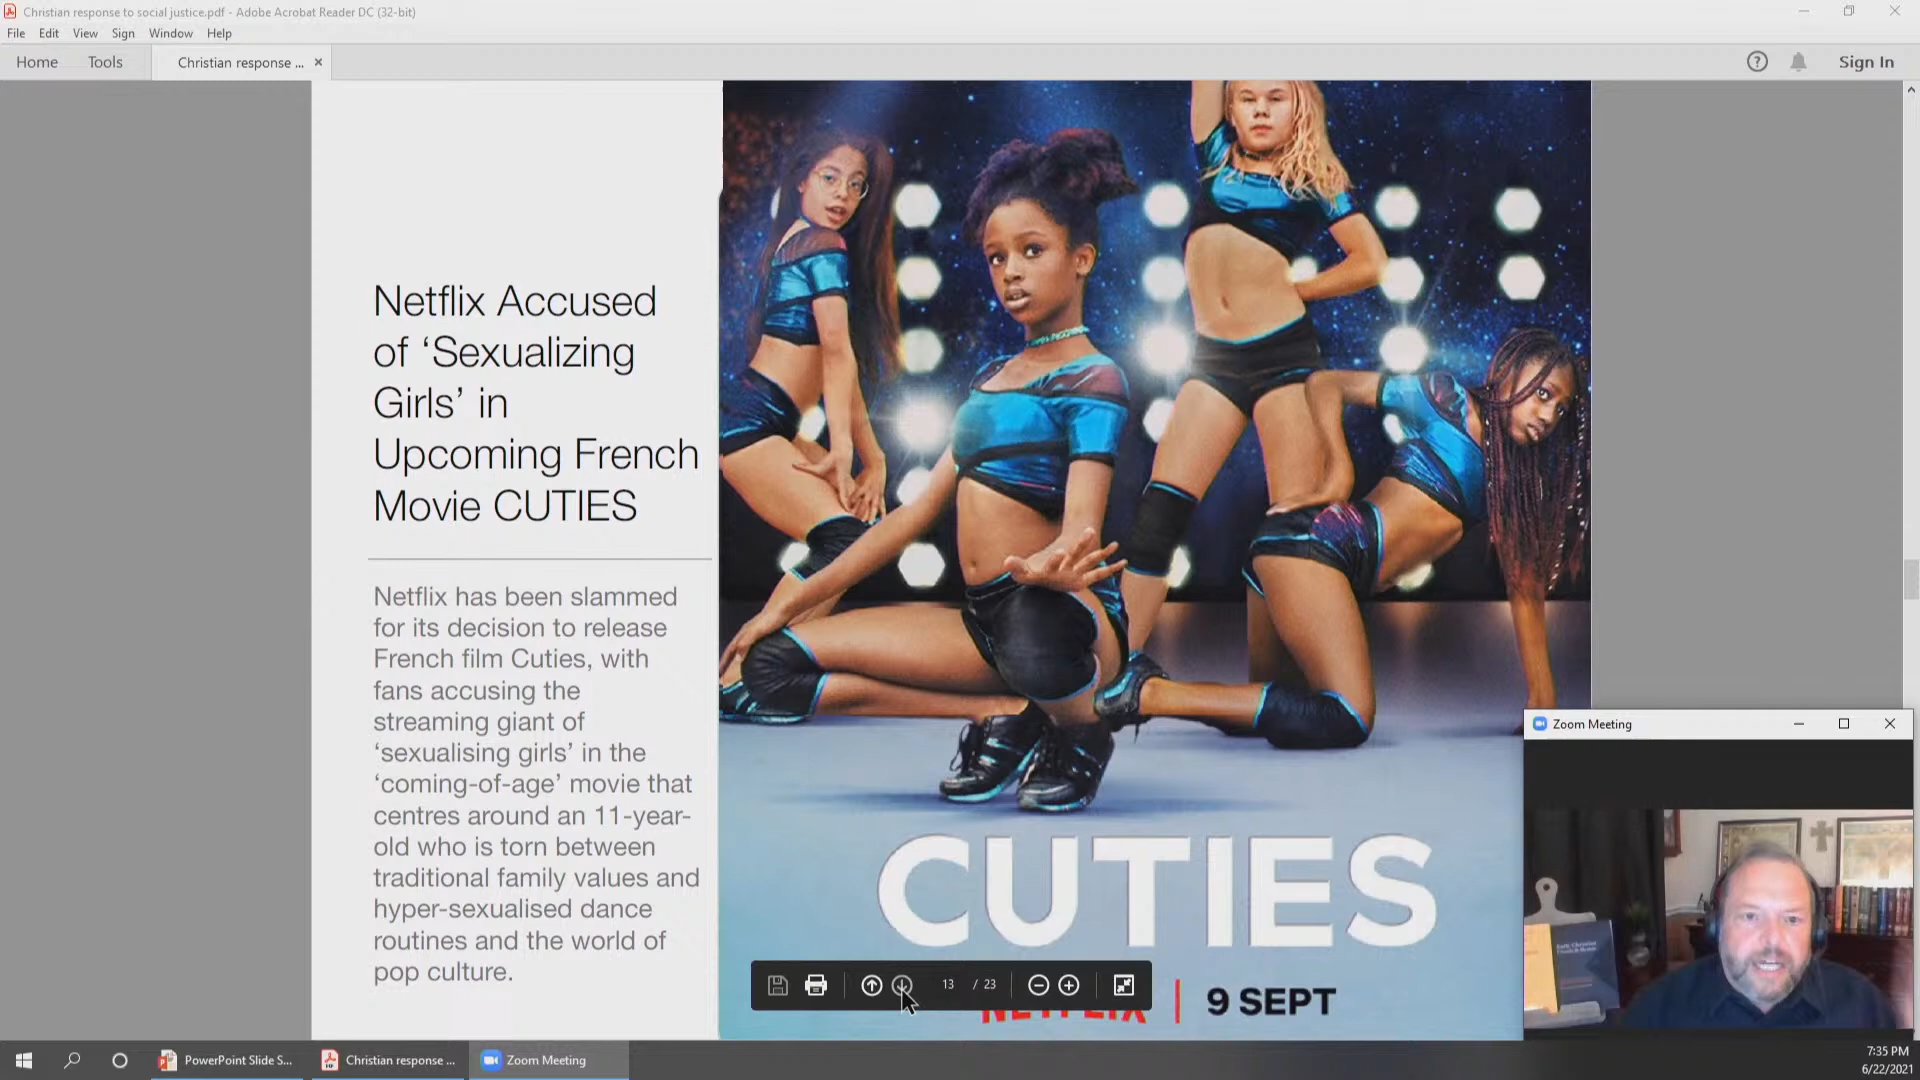 Christian response to social justice.pdf - Adobe Acrobat Reader DC (32-bit)
File Edit View Sign Window Help
Home Tools Christian response ... Sign In
Netflix Accused
of ‘Sexualizing
Girls’ in
Upcoming French
Movie CUTIES
Netflix has been slammed
for its decision to release
French film Cuties, with
fans accusing the
streaming giant of
‘sexualising girls’ in the
‘coming-of-age’ movie that
centres around an 11-year-
old who is torn between
traditional family values and
hyper-sexualised dance
routines and the world of
pop culture.
CUTIES
NETFLIX | 9 SEPT
13 / 23
Zoom Meeting
PowerPoint Slide S... Christian response ... Zoom Meeting
7:35 PM
6/22/2021